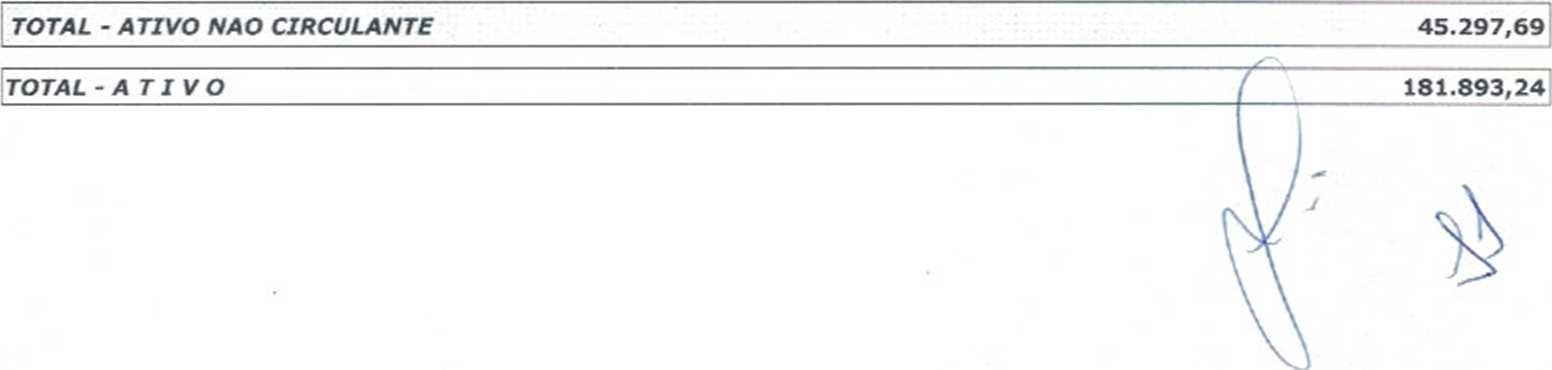 TOTAL - ATIVO NAO CIRCULANTE 45.297,69
TOTAL - A T I V O 181.893,24